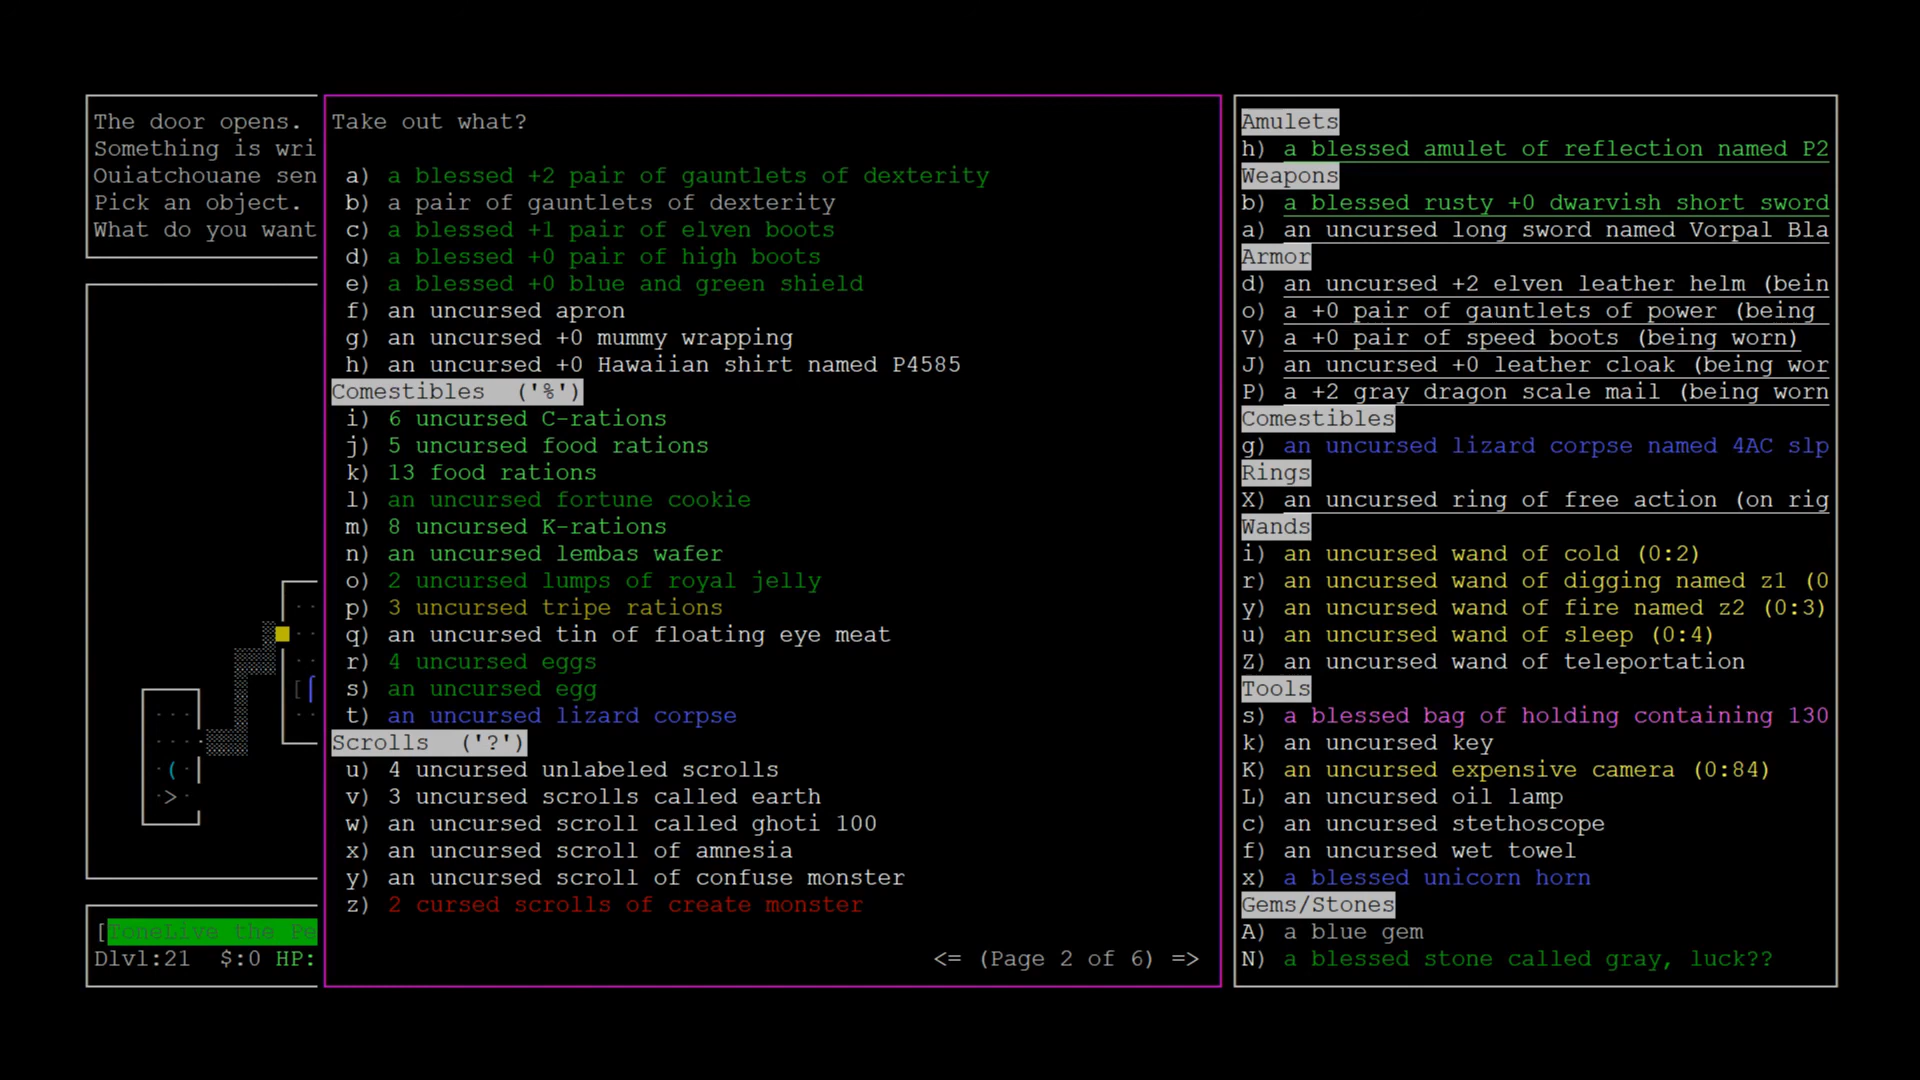 The door opens.
Something is wri
Ouiatchouane sen
Pick an object.
What do you want
[ToneLive the Pe
Dlvl:21 $:0 HP:
Take out what?
a) a blessed +2 pair of gauntlets of dexterity
b) a pair of gauntlets of dexterity
c) a blessed +1 pair of elven boots
d) a blessed +0 pair of high boots
e) a blessed +0 blue and green shield
f) an uncursed apron
g) an uncursed +0 mummy wrapping
h) an uncursed +0 Hawaiian shirt named P4585
Comestibles ('%')
i) 6 uncursed C-rations
j) 5 uncursed food rations
k) 13 food rations
l) an uncursed fortune cookie
m) 8 uncursed K-rations
n) an uncursed lembas wafer
o) 2 uncursed lumps of royal jelly
p) 3 uncursed tripe rations
q) an uncursed tin of floating eye meat
r) 4 uncursed eggs
s) an uncursed egg
t) an uncursed lizard corpse
Scrolls ('?')
u) 4 uncursed unlabeled scrolls
v) 3 uncursed scrolls called earth
w) an uncursed scroll called ghoti 100
x) an uncursed scroll of amnesia
y) an uncursed scroll of confuse monster
z) 2 cursed scrolls of create monster
<= (Page 2 of 6) =>
Amulets
h) a blessed amulet of reflection named P2
Weapons
b) a blessed rusty +0 dwarvish short sword
a) an uncursed long sword named Vorpal Bla
Armor
d) an uncursed +2 elven leather helm (bein
o) a +0 pair of gauntlets of power (being
V) a +0 pair of speed boots (being worn)
J) an uncursed +0 leather cloak (being wor
P) a +2 gray dragon scale mail (being worn
Comestibles
g) an uncursed lizard corpse named 4AC slp
Rings
X) an uncursed ring of free action (on rig
Wands
i) an uncursed wand of cold (0:2)
r) an uncursed wand of digging named z1 (0
y) an uncursed wand of fire named z2 (0:3)
u) an uncursed wand of sleep (0:4)
Z) an uncursed wand of teleportation
Tools
s) a blessed bag of holding containing 130
k) an uncursed key
K) an uncursed expensive camera (0:84)
L) an uncursed oil lamp
c) an uncursed stethoscope
f) an uncursed wet towel
x) a blessed unicorn horn
Gems/Stones
A) a blue gem
N) a blessed stone called gray, luck??